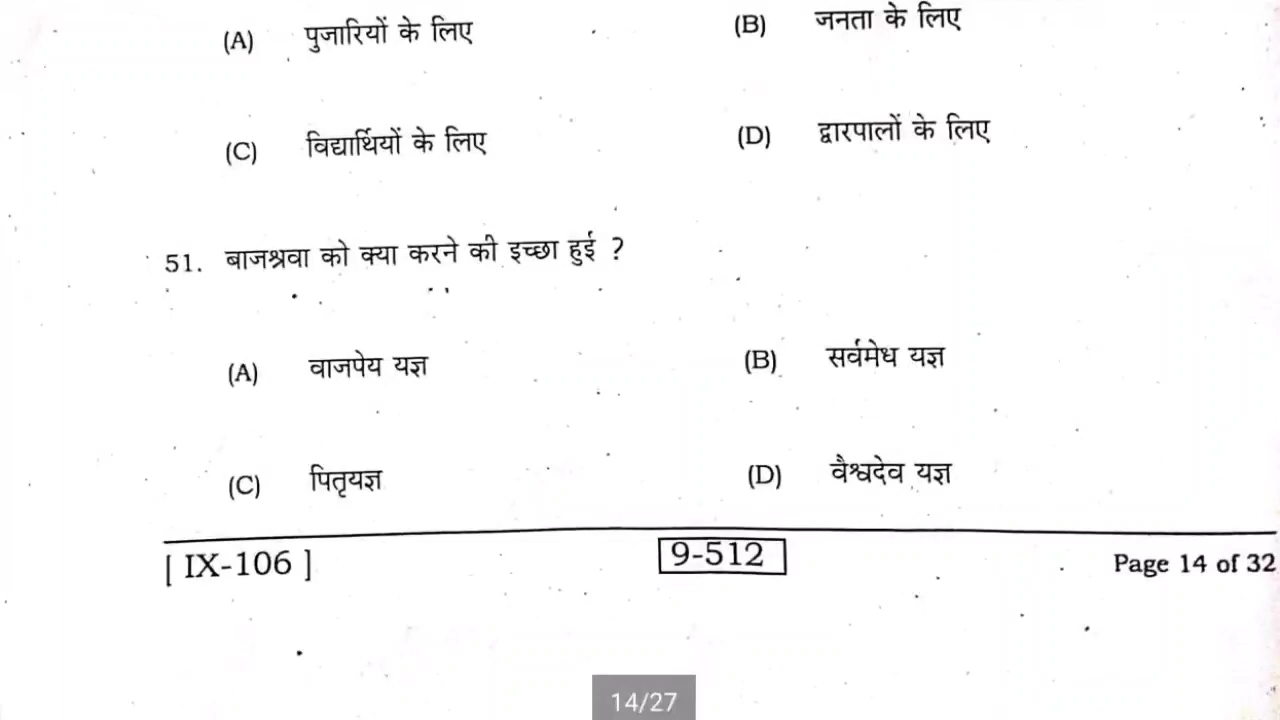 (A) पुजारियों के लिए (B) जनता के लिए
(C) विद्यार्थियों के लिए (D) द्वारपालों के लिए
51. बाजश्रवा को क्या करने की इच्छा हुई ?
(A) वाजपेय यज्ञ (B) सर्वमेध यज्ञ
(C) पितृयज्ञ (D) वैश्वदेव यज्ञ
[ IX-106 ] 9-512 Page 14 of 32
14/27